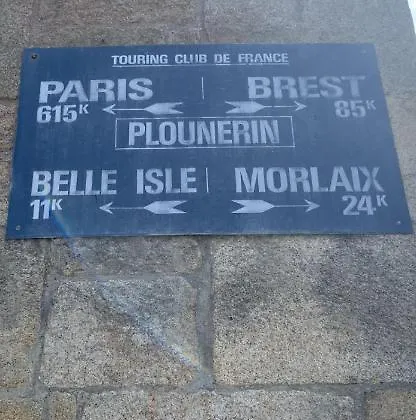 TOURING CLUB DE FRANCE
PARIS | BREST
615K 85K
PLOUNERIN
BELLE ISLE | MORLAIX
11K 24K